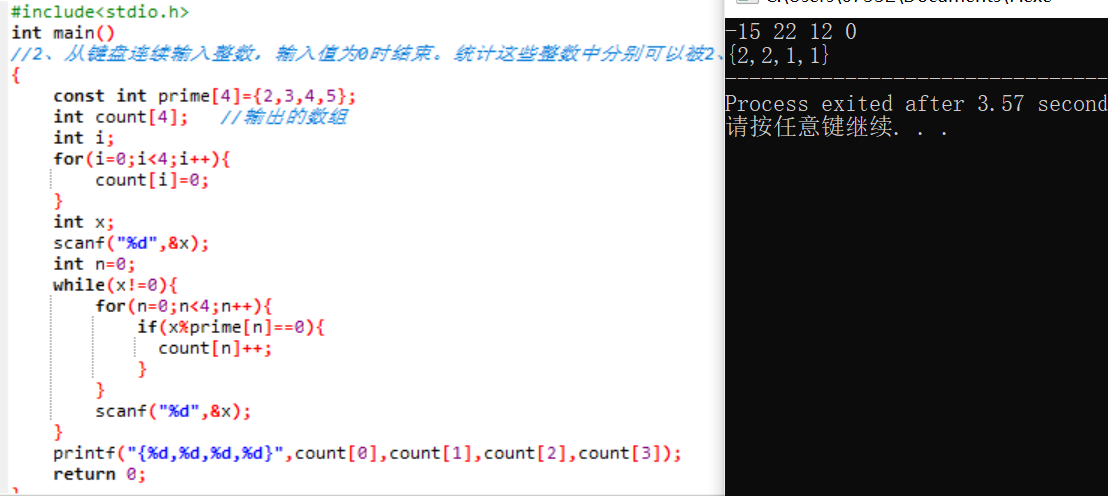 #include<stdio.h>
int main()
//2、从键盘连续输入整数，输入值为0时结束。统计这些整数中分别可以被2、
{
    const int prime[4]={2,3,4,5};
    int count[4];   //输出的数组
    int i;
    for(i=0;i<4;i++){
        count[i]=0;
    }
    int x;
    scanf("%d",&x);
    int n=0;
    while(x!=0){
        for(n=0;n<4;n++){
            if(x%prime[n]==0){
              count[n]++;
            }
        }
        scanf("%d",&x);
    }
    printf("{%d,%d,%d,%d}",count[0],count[1],count[2],count[3]);
    return 0;
-15 22 12 0
{2,2,1,1}
--------------------------------
Process exited after 3.57 second
请按任意键继续. . .